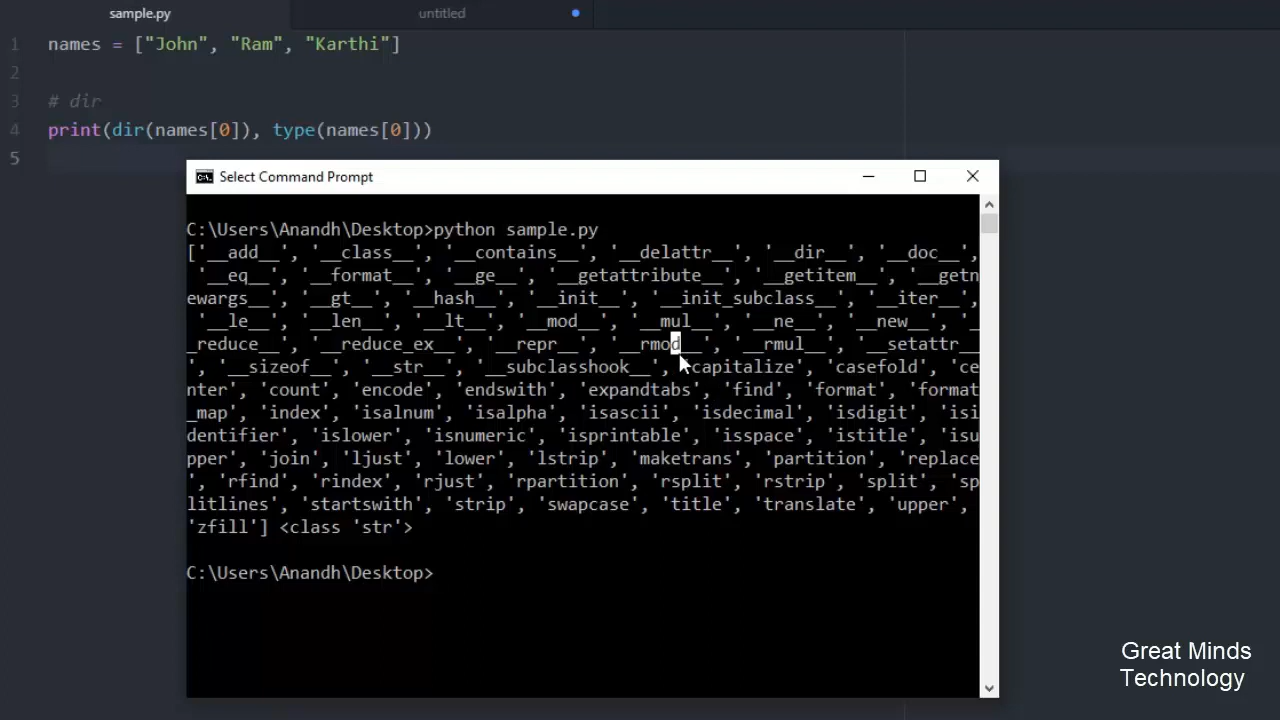 sample.py
untitled
1 names = ["John", "Ram", "Karthi"]
2
3 # dir
4 print(dir(names[0]), type(names[0]))
5
Select Command Prompt
C:\Users\Anandh\Desktop>python sample.py
['__add__', '__class__', '__contains__', '__delattr__', '__dir__', '__doc__',
'__eq__', '__format__', '__ge__', '__getattribute__', '__getitem__', '__getn
ewargs__', '__gt__', '__hash__', '__init__', '__init_subclass__', '__iter__',
'__le__', '__len__', '__lt__', '__mod__', '__mul__', '__ne__', '__new__', '_
_reduce__', '__reduce_ex__', '__repr__', '__rmod__', '__rmul__', '__setattr__
', '__sizeof__', '__str__', '__subclasshook__', 'capitalize', 'casefold', 'ce
nter', 'count', 'encode', 'endswith', 'expandtabs', 'find', 'format', 'format
_map', 'index', 'isalnum', 'isalpha', 'isascii', 'isdecimal', 'isdigit', 'isi
dentifier', 'islower', 'isnumeric', 'isprintable', 'isspace', 'istitle', 'isu
pper', 'join', 'ljust', 'lower', 'lstrip', 'maketrans', 'partition', 'replace
', 'rfind', 'rindex', 'rjust', 'rpartition', 'rsplit', 'rstrip', 'split', 'sp
litlines', 'startswith', 'strip', 'swapcase', 'title', 'translate', 'upper',
'zfill'] <class 'str'>
C:\Users\Anandh\Desktop>
Great Minds
Technology